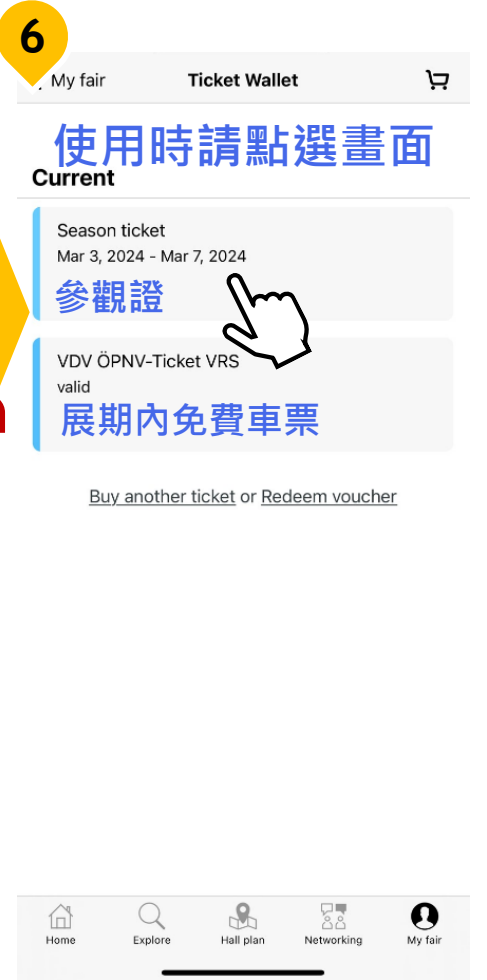 6
My fair
Ticket Wallet
使用時請點選畫面
Current
Season ticket
Mar 3, 2024 - Mar 7, 2024
參觀證
VDV ÖPNV-Ticket VRS
valid
展期內免費車票
Buy another ticket or Redeem voucher
Home
Explore
Hall plan
Networking
My fair